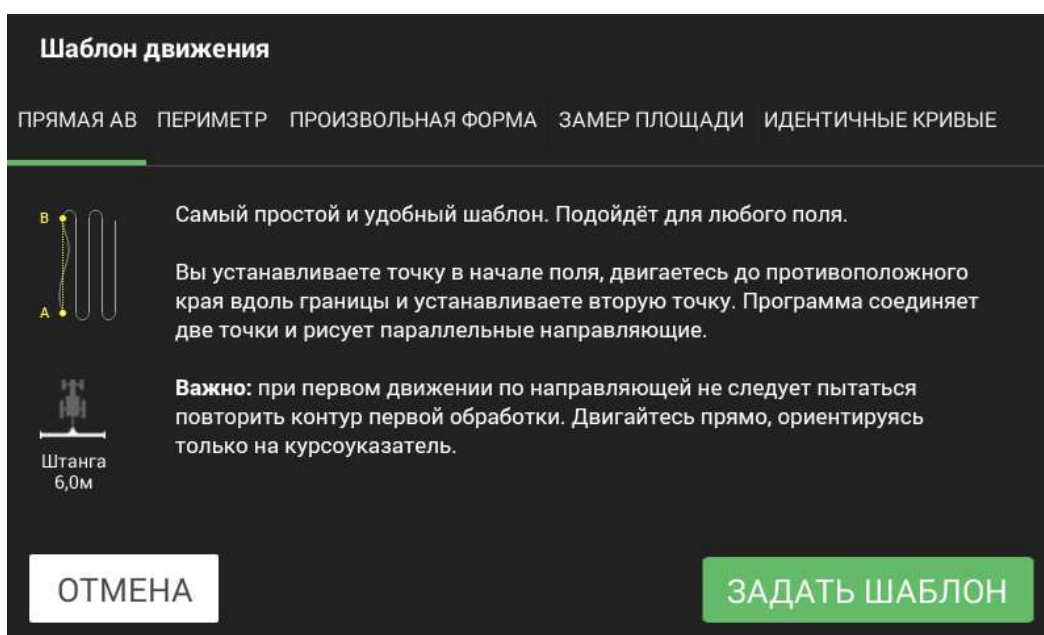 Шаблон движения
ПРЯМАЯ АВ ПЕРИМЕТР ПРОИЗВОЛЬНАЯ ФОРМА ЗАМЕР ПЛОЩАДИ ИДЕНТИЧНЫЕ КРИВЫЕ
B
A
Самый простой и удобный шаблон. Подойдёт для любого поля.
Вы устанавливаете точку в начале поля, двигаетесь до противоположного
края вдоль границы и устанавливаете вторую точку. Программа соединяет
две точки и рисует параллельные направляющие.
Важно: при первом движении по направляющей не следует пытаться
повторить контур первой обработки. Двигайтесь прямо, ориентируясь
только на курсоуказатель.
Штанга
6,0м
ОТМЕНА ЗАДАТЬ ШАБЛОН